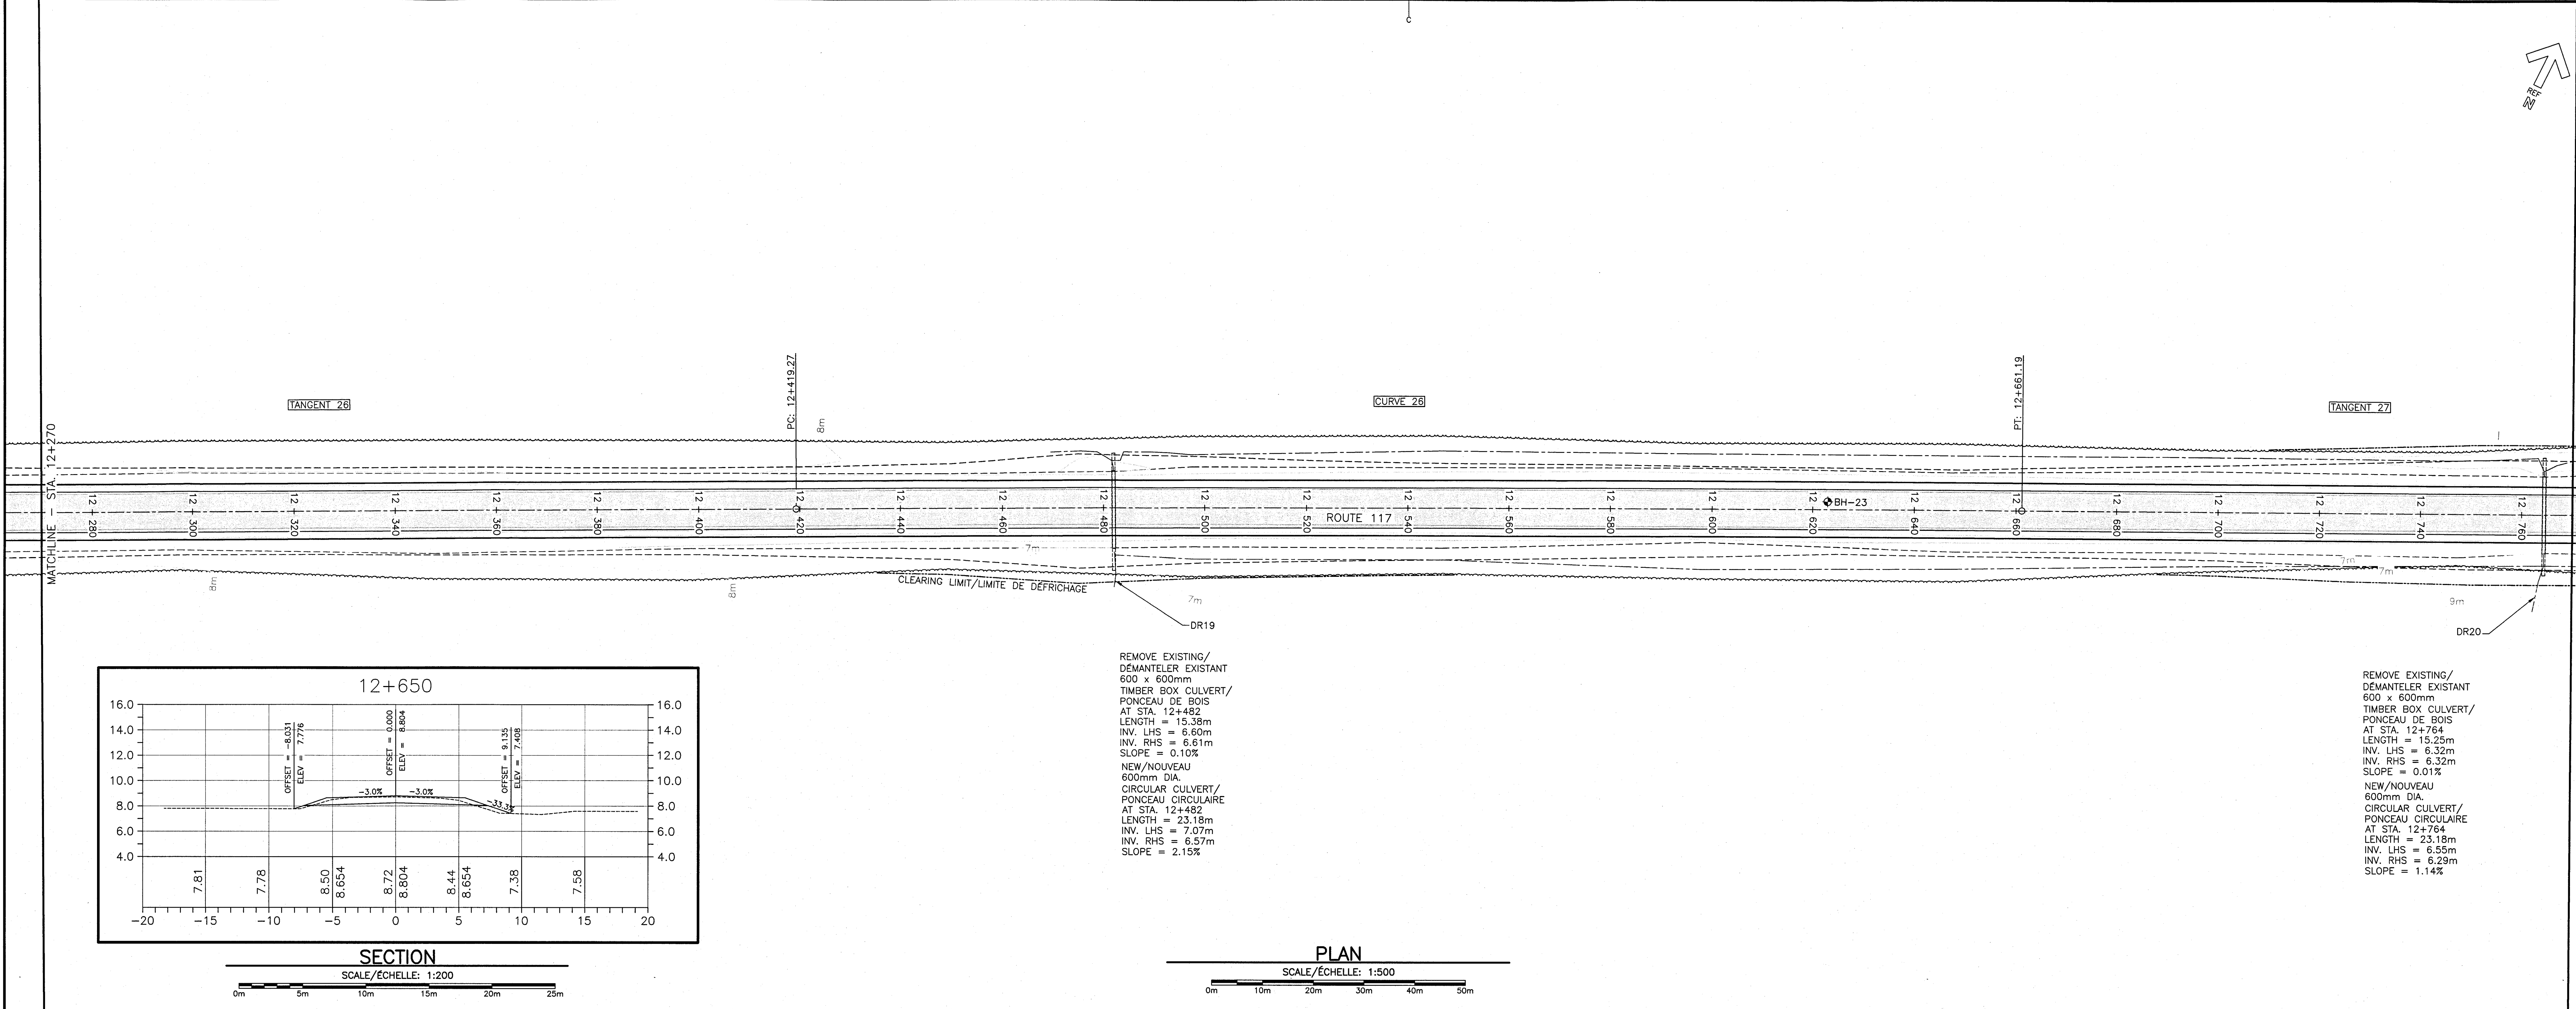 C
REF
N
TANGENT 26
CURVE 26
TANGENT 27
PC: 12+419.27
PT: 12+661.19
8m
MATCHLINE - STA. 12+270
12 + 280
12 + 300
12 + 320
12 + 340
12 + 360
12 + 380
12 + 400
12 + 420
12 + 440
12 + 460
12 + 480
12 + 500
12 + 520
12 + 540
12 + 560
12 + 580
12 + 600
12 + 620
12 + 640
12 + 660
12 + 680
12 + 700
12 + 720
12 + 740
12 + 760
ROUTE 117
BH-23
7m
8m
8m
CLEARING LIMIT/LIMITE DE DÉFRICHAGE
7m
7m
7m
9m
DR19
DR20
REMOVE EXISTING/
DÉMANTELER EXISTANT
600 x 600mm
TIMBER BOX CULVERT/
PONCEAU DE BOIS
AT STA. 12+482
LENGTH = 15.38m
INV. LHS = 6.60m
INV. RHS = 6.61m
SLOPE = 0.10%
NEW/NOUVEAU
600mm DIA.
CIRCULAR CULVERT/
PONCEAU CIRCULAIRE
AT STA. 12+482
LENGTH = 23.18m
INV. LHS = 7.07m
INV. RHS = 6.57m
SLOPE = 2.15%
REMOVE EXISTING/
DÉMANTELER EXISTANT
600 x 600mm
TIMBER BOX CULVERT/
PONCEAU DE BOIS
AT STA. 12+764
LENGTH = 15.25m
INV. LHS = 6.32m
INV. RHS = 6.32m
SLOPE = 0.01%
NEW/NOUVEAU
600mm DIA.
CIRCULAR CULVERT/
PONCEAU CIRCULAIRE
AT STA. 12+764
LENGTH = 23.18m
INV. LHS = 6.55m
INV. RHS = 6.29m
SLOPE = 1.14%
12+650
16.0 16.0
14.0 14.0
12.0 12.0
10.0 10.0
8.0 8.0
6.0 6.0
4.0 4.0
OFFSET = -8.031
ELEV = 7.776
OFFSET = 0.000
ELEV = 8.804
OFFSET = 9.135
ELEV = 7.408
-3.0% -3.0%
-33.3%
7.81
7.78
8.50
8.654
8.72
8.804
8.44
8.654
7.38
7.58
-20 -15 -10 -5 0 5 10 15 20
SECTION
SCALE/ÉCHELLE: 1:200
0m 5m 10m 15m 20m 25m
PLAN
SCALE/ÉCHELLE: 1:500
0m 10m 20m 30m 40m 50m